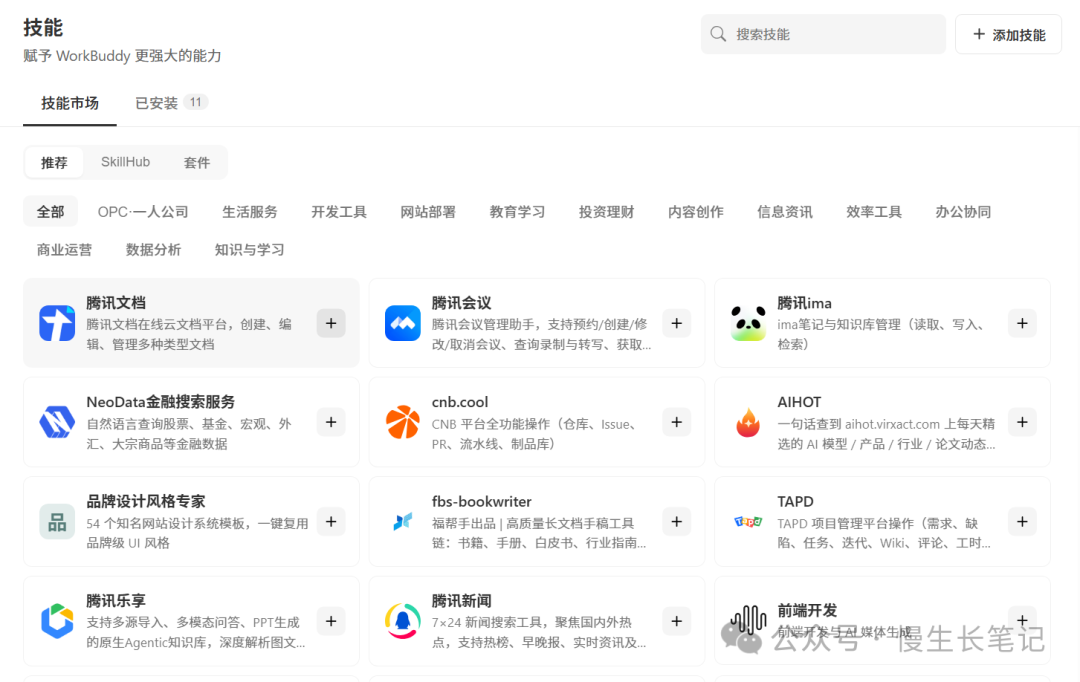 技能
赋予 WorkBuddy 更强大的能力
搜索技能
+ 添加技能
技能市场
已安装 11
推荐
SkillHub
套件
全部
OPC·一人公司
生活服务
开发工具
网站部署
教育学习
投资理财
内容创作
信息资讯
效率工具
办公协同
商业运营
数据分析
知识与学习
腾讯文档
腾讯文档在线云文档平台，创建、编
辑、管理多种类型文档
+
腾讯会议
腾讯会议管理助手，支持预约/创建/修
改/取消会议、查询录制与转写、获取...
+
腾讯ima
ima笔记与知识库管理（读取、写入、
检索）
+
NeoData金融搜索服务
自然语言查询股票、基金、宏观、外
汇、大宗商品等金融数据
+
cnb.cool
CNB 平台全功能操作（仓库、Issue、
PR、流水线、制品库）
+
AIHOT
一句话查到 aihot.virxact.com 上每天精
选的 AI 模型 / 产品 / 行业 / 论文动态...
+
品
品牌设计风格专家
54 个知名网站设计系统模板，一键复用
品牌级 UI 风格
+
fbs-bookwriter
福帮手出品 | 高质量长文档手稿工具
链：书籍、手册、白皮书、行业指南...
+
Tapd
TAPD
TAPD 项目管理平台操作（需求、缺
陷、任务、迭代、Wiki、评论、工时...
+
腾讯乐享
支持多源导入、多模态问答、PPT生成
的原生Agentic知识库，深度解析图文...
+
腾讯新闻
7×24 新闻搜索工具，聚焦国内外热
点，支持热榜、早晚报、实时资讯及...
+
前端开发
前端开发与 AI 媒体生成
+
公众号 · 慢生长笔记